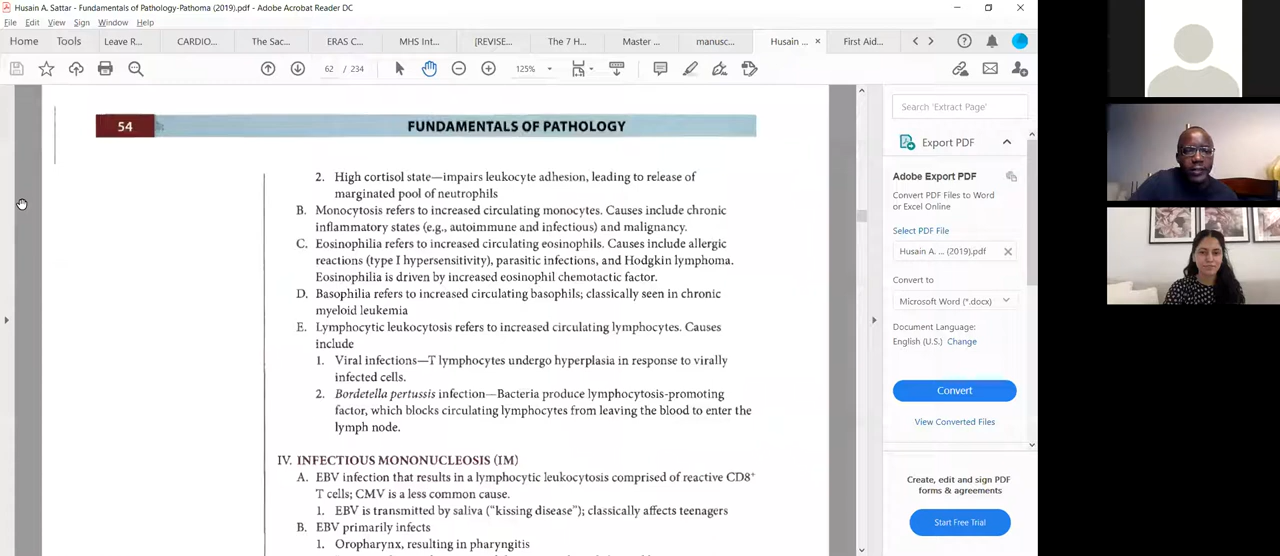 Husain A. Sattar - Fundamentals of Pathology-Pathoma (2019).pdf - Adobe Acrobat Reader DC
File Edit View Sign Window Help
Home Tools Leave R... CARDIO... The Sac... ERAS C... MHS Int... [REVISE... The 7 H... Master ... manusc... Husain ... × First Aid...
62 / 234 125%
54 FUNDAMENTALS OF PATHOLOGY
2. High cortisol state—impairs leukocyte adhesion, leading to release of
marginated pool of neutrophils
B. Monocytosis refers to increased circulating monocytes. Causes include chronic
inflammatory states (e.g., autoimmune and infectious) and malignancy.
C. Eosinophilia refers to increased circulating eosinophils. Causes include allergic
reactions (type I hypersensitivity), parasitic infections, and Hodgkin lymphoma.
Eosinophilia is driven by increased eosinophil chemotactic factor.
D. Basophilia refers to increased circulating basophils; classically seen in chronic
myeloid leukemia
E. Lymphocytic leukocytosis refers to increased circulating lymphocytes. Causes
include
1. Viral infections—T lymphocytes undergo hyperplasia in response to virally
infected cells.
2. Bordetella pertussis infection—Bacteria produce lymphocytosis-promoting
factor, which blocks circulating lymphocytes from leaving the blood to enter the
lymph node.
IV. INFECTIOUS MONONUCLEOSIS (IM)
A. EBV infection that results in a lymphocytic leukocytosis comprised of reactive CD8⁺
T cells; CMV is a less common cause.
1. EBV is transmitted by saliva ("kissing disease"); classically affects teenagers
B. EBV primarily infects
1. Oropharynx, resulting in pharyngitis
Search 'Extract Page'
Export PDF
Adobe Export PDF
Convert PDF Files to Word
or Excel Online
Select PDF File
Husain A. ... (2019).pdf
Convert to
Microsoft Word (*.docx)
Document Language:
English (U.S.) Change
Convert
View Converted Files
Create, edit and sign PDF
forms & agreements
Start Free Trial